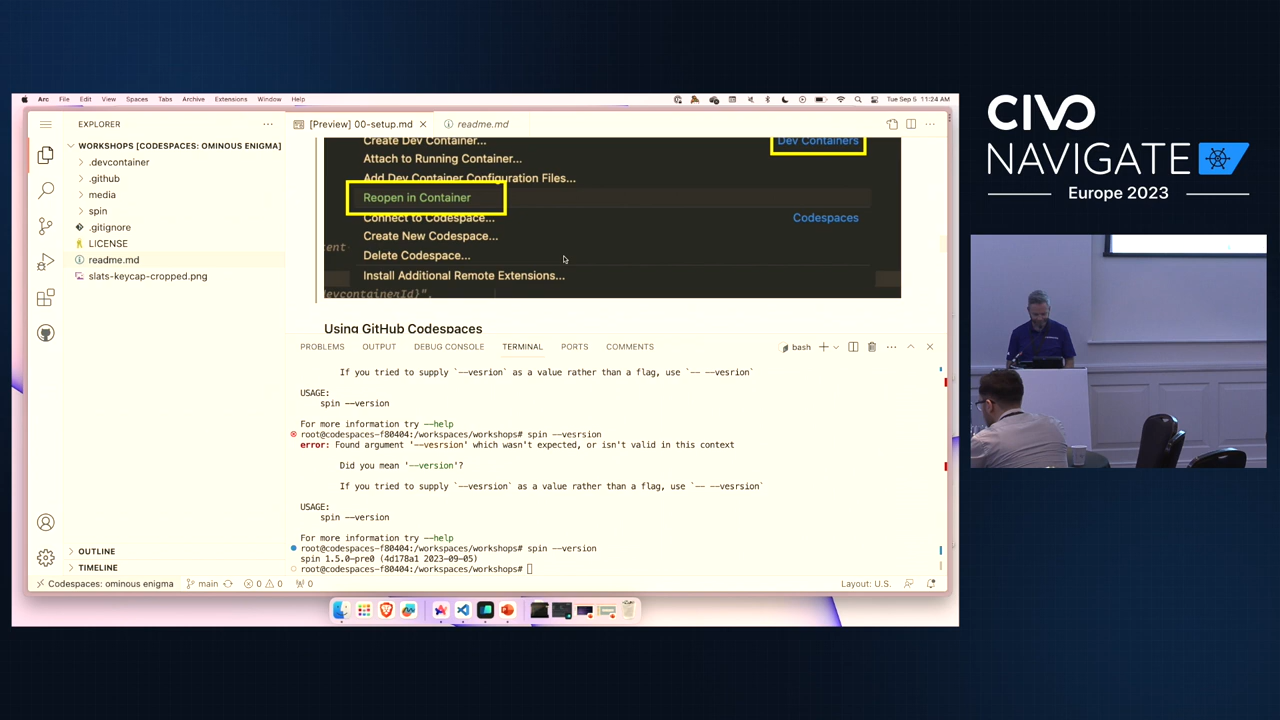 Arc File Edit View Spaces Tabs Archive Extensions Window Help
Tue Sep 5 11:24 AM
EXPLORER
WORKSHOPS [CODESPACES: OMINOUS ENIGMA]
.devcontainer
.github
media
spin
.gitignore
LICENSE
readme.md
slats-keycap-cropped.png
OUTLINE
TIMELINE
[Preview] 00-setup.md
readme.md
Create Dev Container...
Dev Containers
Attach to Running Container...
Add Dev Container Configuration Files...
Reopen in Container
Connect to Codespace...
Codespaces
Create New Codespace...
Delete Codespace...
Install Additional Remote Extensions...
Using GitHub Codespaces
PROBLEMS OUTPUT DEBUG CONSOLE TERMINAL PORTS COMMENTS
bash
If you tried to supply `--vesrion` as a value rather than a flag, use `-- --vesrion`
USAGE:
spin --version
For more information try --help
root@codespaces-f80404:/workspaces/workshops# spin --vesrsion
error: Found argument '--vesrsion' which wasn't expected, or isn't valid in this context
Did you mean '--version'?
If you tried to supply `--vesrsion` as a value rather than a flag, use `-- --vesrsion`
USAGE:
spin --version
For more information try --help
root@codespaces-f80404:/workspaces/workshops# spin --version
spin 1.5.0-pre0 (4d178a1 2023-09-05)
root@codespaces-f80404:/workspaces/workshops#
Codespaces: ominous enigma main 0 0 0 Layout: U.S.
CIVO
NAVIGATE
Europe 2023